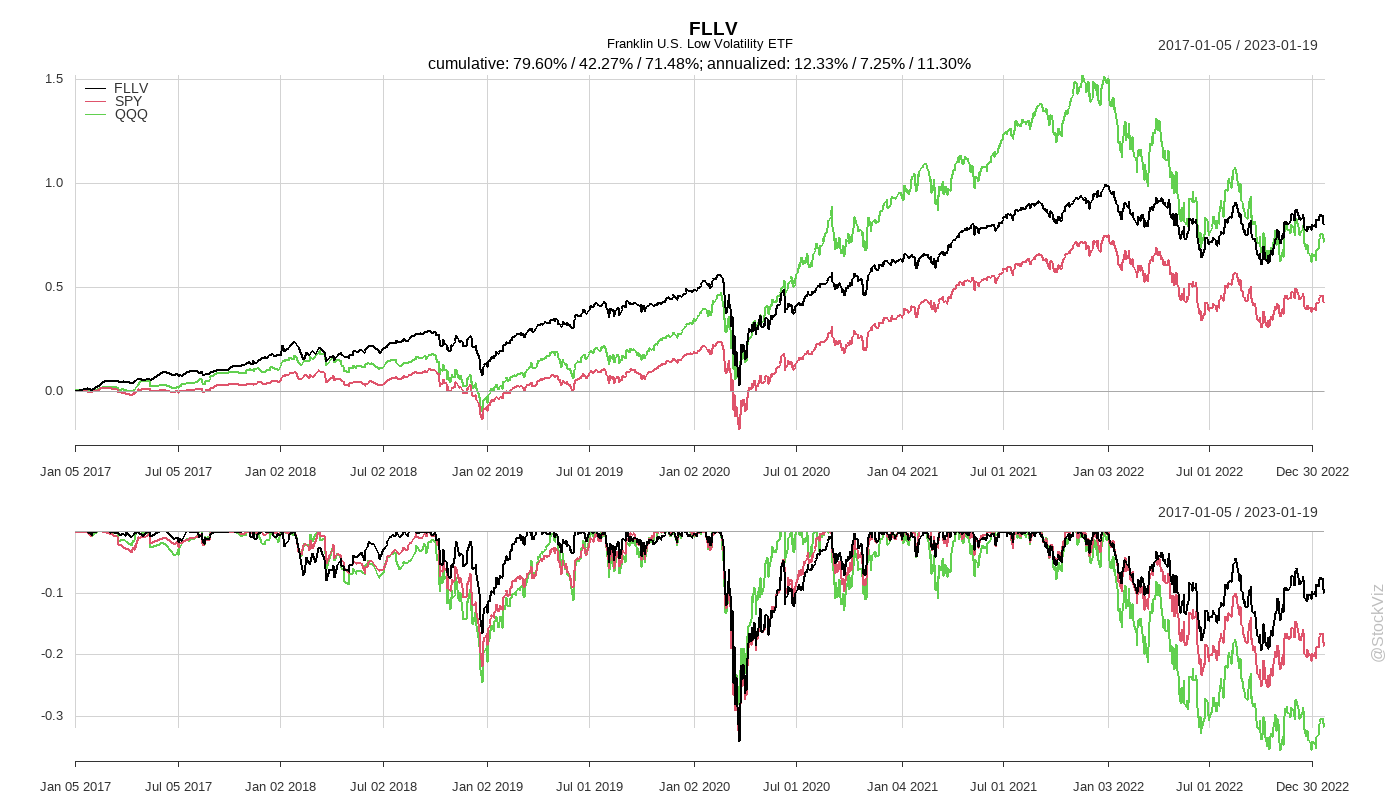 FLLV
Franklin U.S. Low Volatility ETF
2017-01-05 / 2023-01-19
cumulative: 79.60% / 42.27% / 71.48%; annualized: 12.33% / 7.25% / 11.30%
FLLV
SPY
QQQ
1.5
1.0
0.5
0.0
Jan 05 2017 Jul 05 2017 Jan 02 2018 Jul 02 2018 Jan 02 2019 Jul 01 2019 Jan 02 2020 Jul 01 2020 Jan 04 2021 Jul 01 2021 Jan 03 2022 Jul 01 2022 Dec 30 2022
2017-01-05 / 2023-01-19
-0.1
-0.2
-0.3
Jan 05 2017 Jul 05 2017 Jan 02 2018 Jul 02 2018 Jan 02 2019 Jul 01 2019 Jan 02 2020 Jul 01 2020 Jan 04 2021 Jul 01 2021 Jan 03 2022 Jul 01 2022 Dec 30 2022
@StockViz